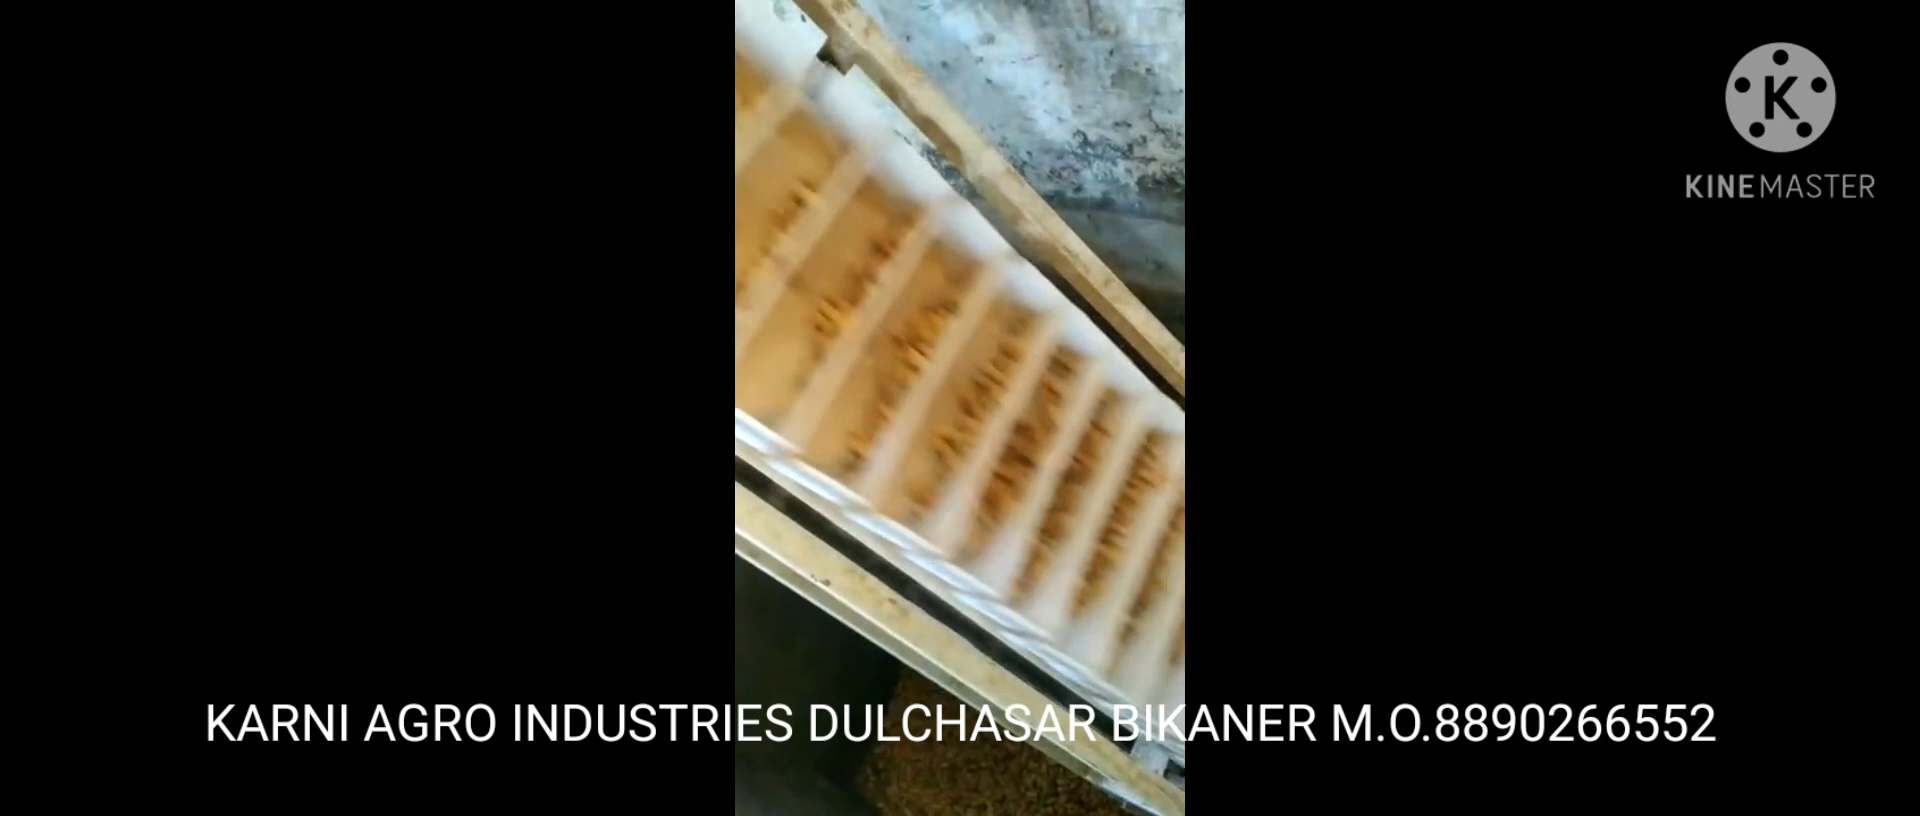 K
KINEMASTER
KARNI AGRO INDUSTRIES DULCHASAR BIKANER M.O.8890266552